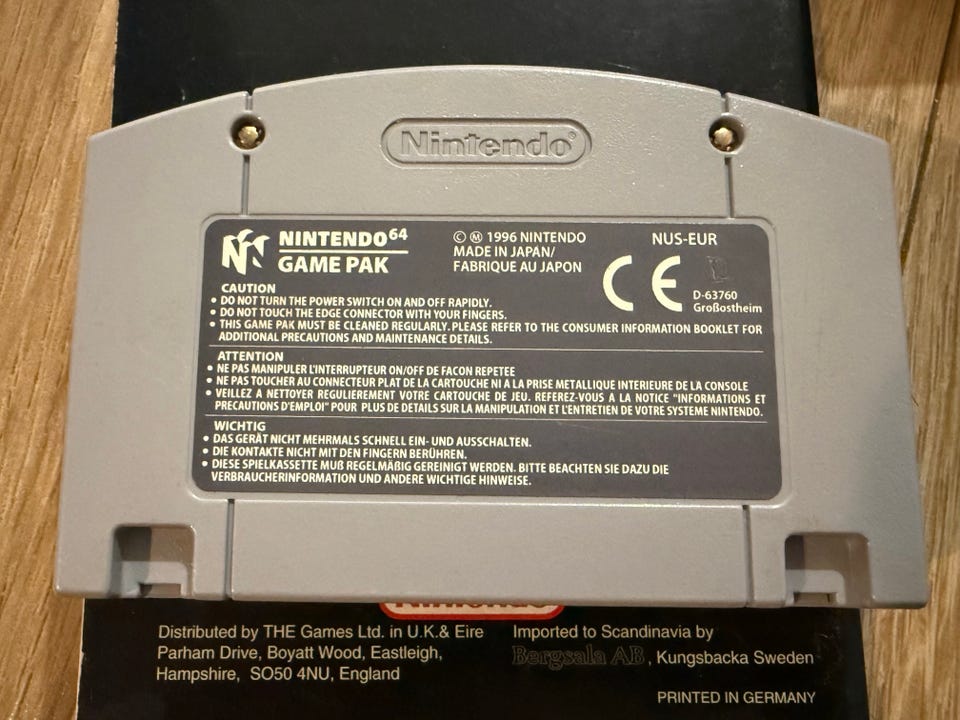 Nintendo®
NINTENDO 64
GAME PAK
© Ⓜ 1996 NINTENDO
MADE IN JAPAN/
FABRIQUE AU JAPON
NUS-EUR
CE
D-63760
Großostheim
CAUTION
• DO NOT TURN THE POWER SWITCH ON AND OFF RAPIDLY.
• DO NOT TOUCH THE EDGE CONNECTOR WITH YOUR FINGERS.
• THIS GAME PAK MUST BE CLEANED REGULARLY. PLEASE REFER TO THE CONSUMER INFORMATION BOOKLET FOR
ADDITIONAL PRECAUTIONS AND MAINTENANCE DETAILS.
ATTENTION
• NE PAS MANIPULER L'INTERRUPTEUR ON/OFF DE FACON REPETEE
• NE PAS TOUCHER AU CONNECTEUR PLAT DE LA CARTOUCHE NI A LA PRISE METALLIQUE INTERIEURE DE LA CONSOLE
• VEILLEZ A NETTOYER REGULIEREMENT VOTRE CARTOUCHE DE JEU. REFEREZ-VOUS A LA NOTICE "INFORMATIONS ET
PRECAUTIONS D'EMPLOI" POUR PLUS DE DETAILS SUR LA MANIPULATION ET L'ENTRETIEN DE VOTRE SYSTEME NINTENDO.
WICHTIG
• DAS GERÄT NICHT MEHRMALS SCHNELL EIN- UND AUSSCHALTEN.
• DIE KONTAKTE NICHT MIT DEN FINGERN BERÜHREN.
• DIESE SPIELKASSETTE MUß REGELMÄßIG GEREINIGT WERDEN. BITTE BEACHTEN SIE DAZU DIE
VERBRAUCHERINFORMATION UND ANDERE WICHTIGE HINWEISE.
Nintendo
Distributed by THE Games Ltd. in U.K.& Eire
Parham Drive, Boyatt Wood, Eastleigh,
Hampshire, SO50 4NU, England
Imported to Scandinavia by
Bergsala AB, Kungsbacka Sweden
PRINTED IN GERMANY